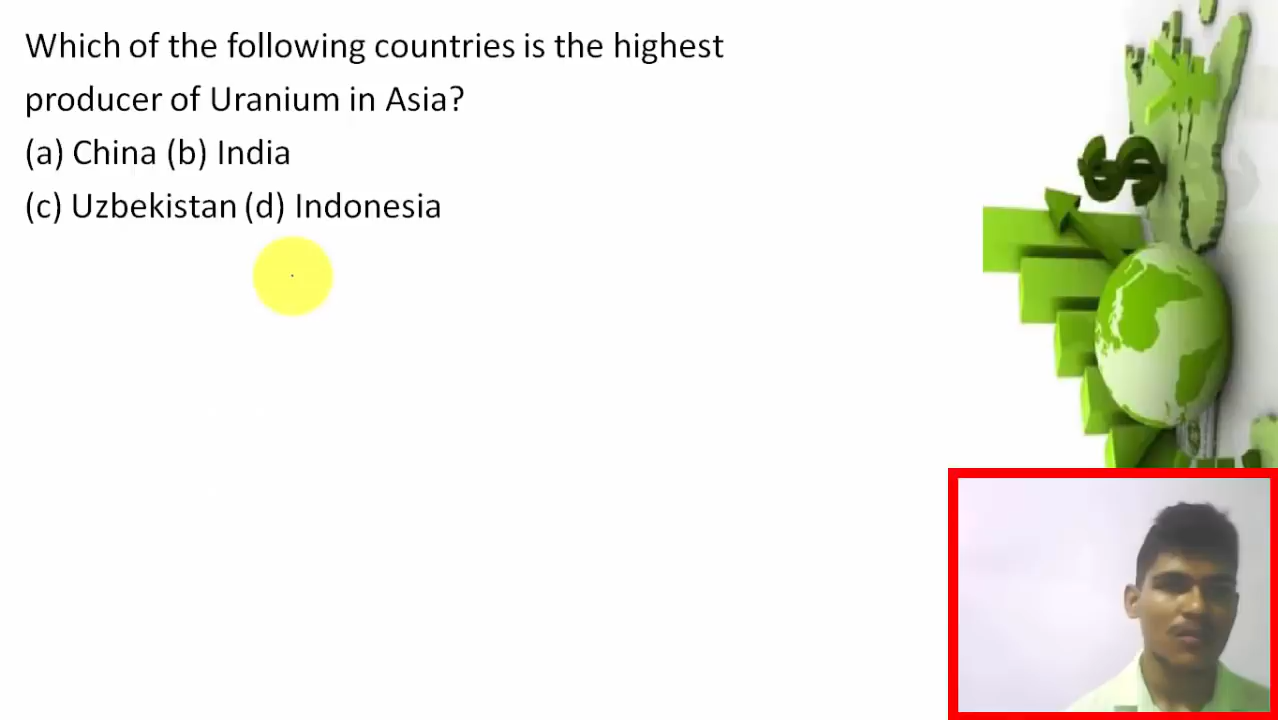 Which of the following countries is the highest
producer of Uranium in Asia?
(a) China (b) India
(c) Uzbekistan (d) Indonesia